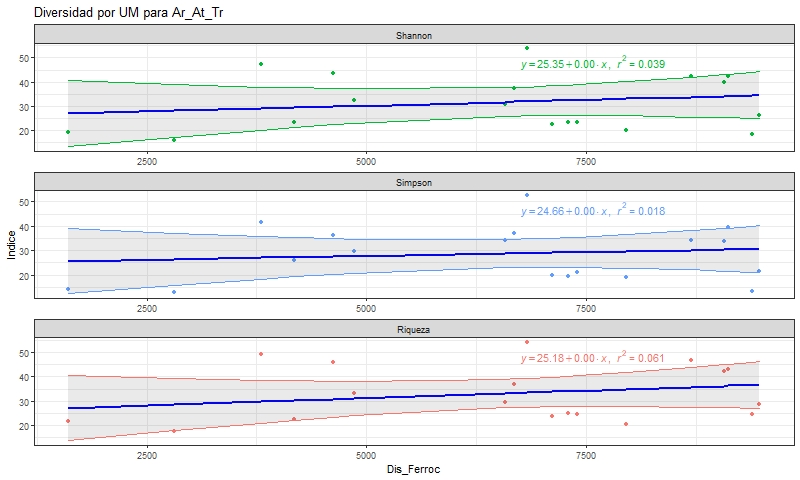 Diversidad por UM para Ar_At_Tr
Shannon
y = 25.35 + 0.00 · x, r² = 0.039
50
40
30
20
2500 5000 7500
Simpson
y = 24.66 + 0.00 · x, r² = 0.018
50
40
30
20
2500 5000 7500
Indice
Riqueza
y = 25.18 + 0.00 · x, r² = 0.061
50
40
30
20
2500 5000 7500
Dis_Ferroc